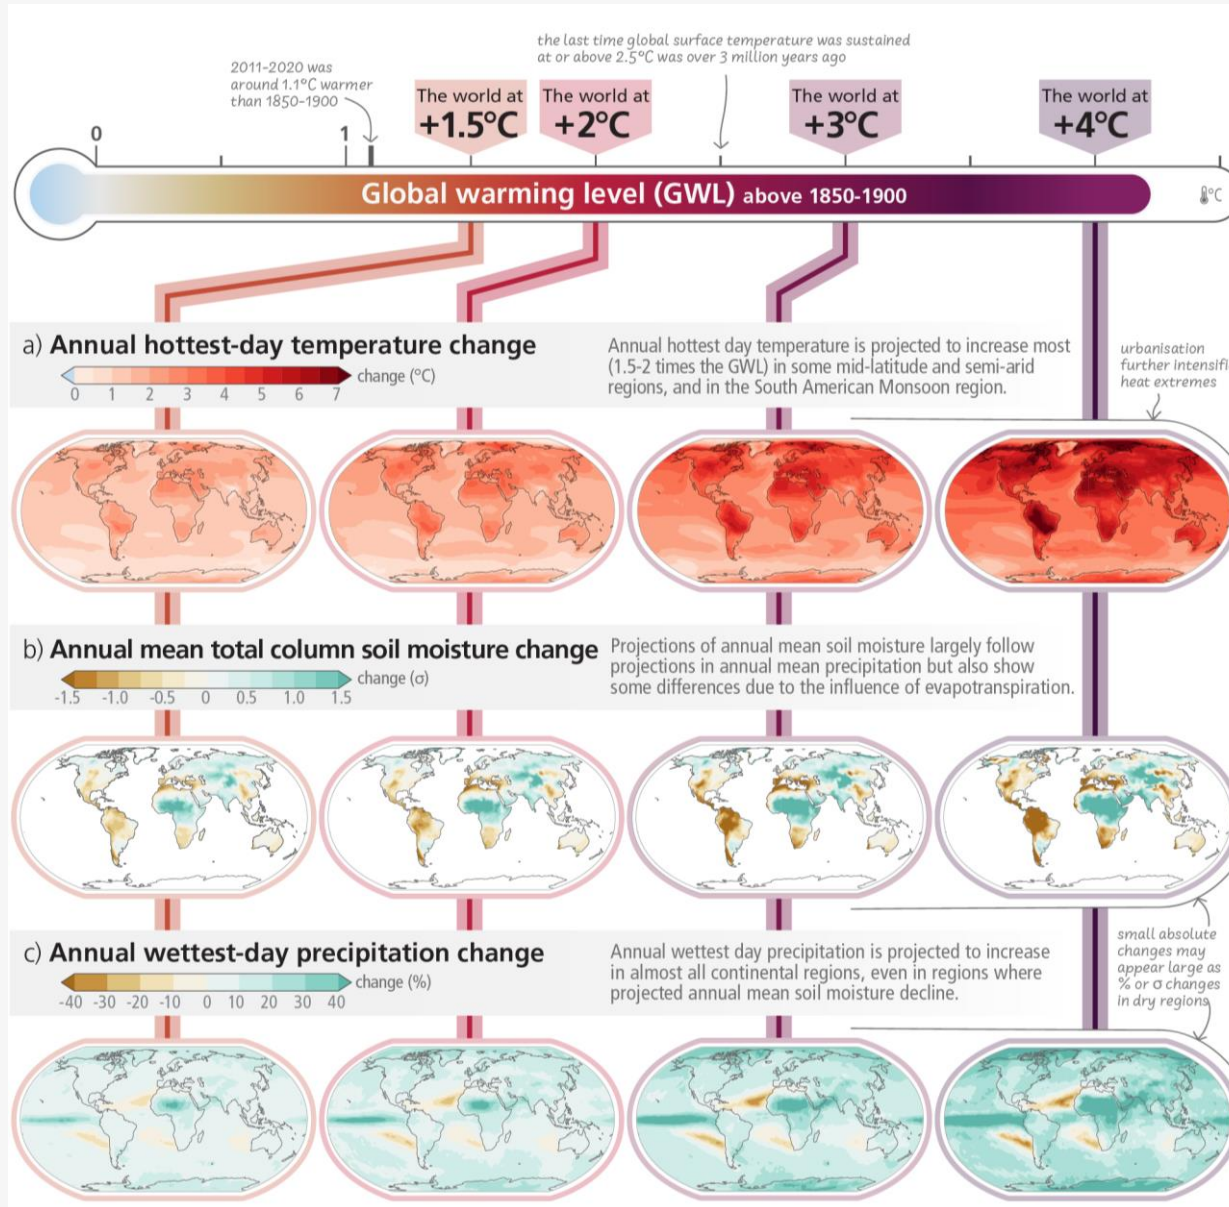 the last time global surface temperature was sustained
at or above 2.5°C was over 3 million years ago
2011-2020 was
around 1.1°C warmer
than 1850-1900
The world at
+1.5°C
The world at
+2°C
The world at
+3°C
The world at
+4°C
0
1
Global warming level (GWL) above 1850-1900
°C
a) Annual hottest-day temperature change
change (°C)
0 1 2 3 4 5 6 7
Annual hottest day temperature is projected to increase most
(1.5-2 times the GWL) in some mid-latitude and semi-arid
regions, and in the South American Monsoon region.
urbanisation
further intensifi
heat extremes
b) Annual mean total column soil moisture change
change (σ)
-1.5 -1.0 -0.5 0 0.5 1.0 1.5
Projections of annual mean soil moisture largely follow
projections in annual mean precipitation but also show
some differences due to the influence of evapotranspiration.
c) Annual wettest-day precipitation change
change (%)
-40 -30 -20 -10 0 10 20 30 40
Annual wettest day precipitation is projected to increase
in almost all continental regions, even in regions where
projected annual mean soil moisture decline.
small absolute
changes may
appear large as
% or σ changes
in dry regions